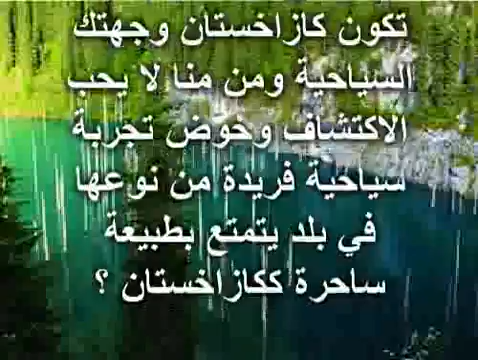 تكون كازاخستان وجهتك
السياحية ومن منا لا يحب
الاكتشاف وخوض تجربة
سياحية فريدة من نوعها
في بلد يتمتع بطبيعة
ساحرة ككازاخستان ؟